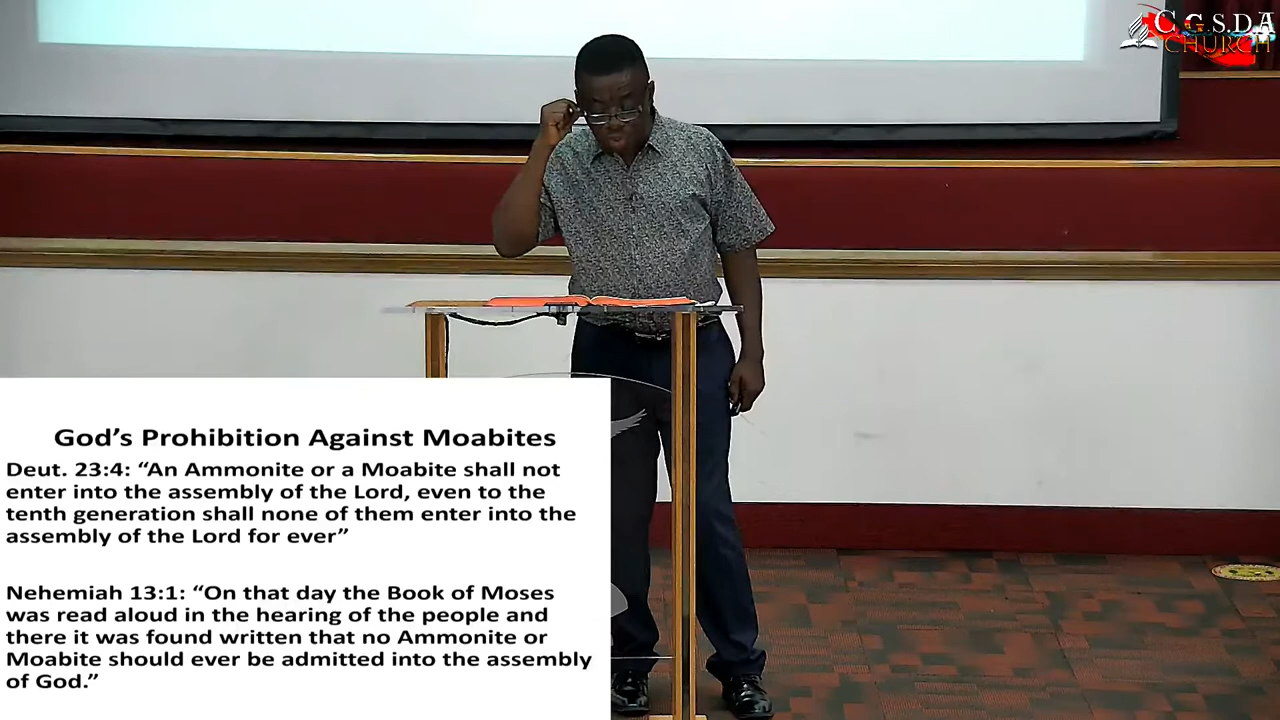 C G.S.D.A
CHURCH
God’s Prohibition Against Moabites
Deut. 23:4: “An Ammonite or a Moabite shall not
enter into the assembly of the Lord, even to the
tenth generation shall none of them enter into the
assembly of the Lord for ever”
Nehemiah 13:1: “On that day the Book of Moses
was read aloud in the hearing of the people and
there it was found written that no Ammonite or
Moabite should ever be admitted into the assembly
of God.”